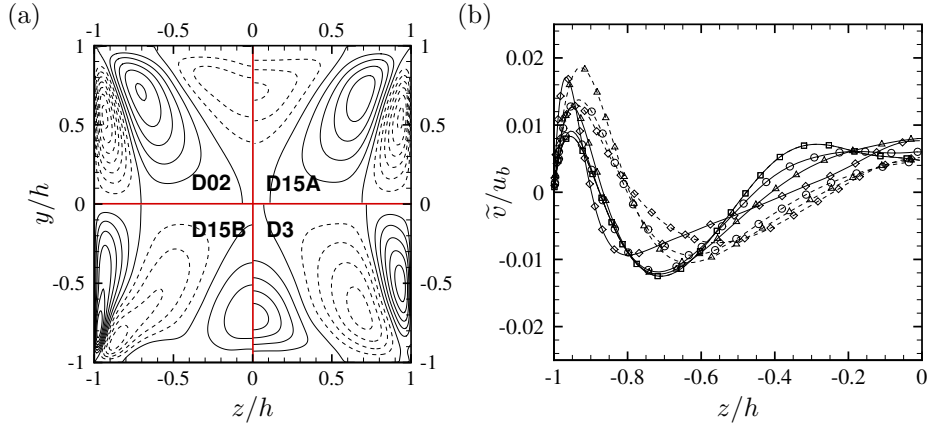 (a)
(b)
-1 -0.5 0 0.5 1
1 1
0.5 0.5
0 0
-0.5 -0.5
-1 -1
-1 -0.5 0 0.5 1
y/h
z/h
D02 D15A
D15B D3
0.02
0.01
0
-0.01
-0.02
-1 -0.8 -0.6 -0.4 -0.2 0
ṽ/u_b
z/h